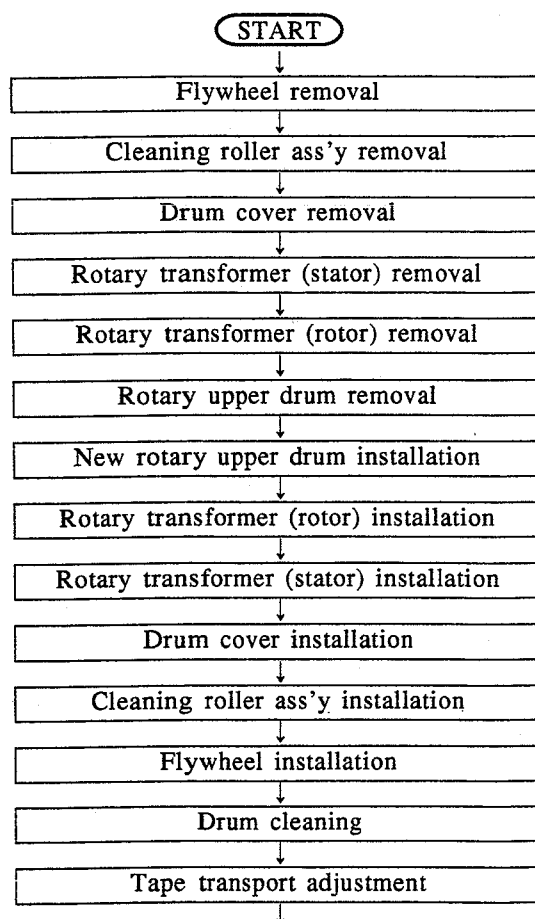 START
Flywheel removal
Cleaning roller ass'y removal
Drum cover removal
Rotary transformer (stator) removal
Rotary transformer (rotor) removal
Rotary upper drum removal
New rotary upper drum installation
Rotary transformer (rotor) installation
Rotary transformer (stator) installation
Drum cover installation
Cleaning roller ass'y installation
Flywheel installation
Drum cleaning
Tape transport adjustment